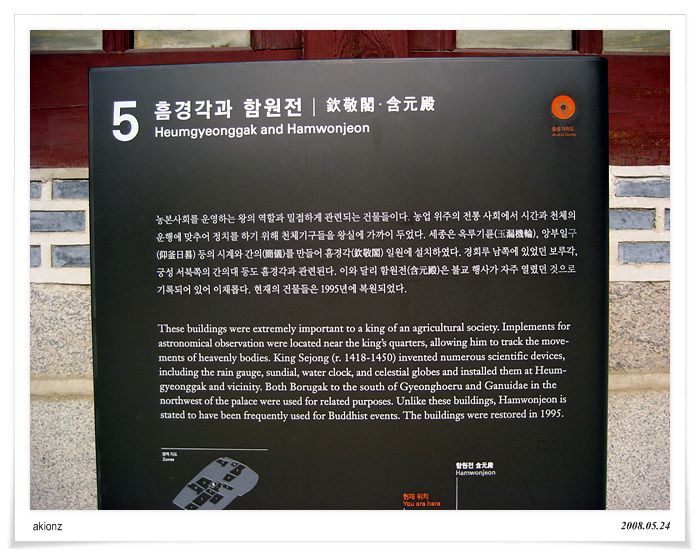 5 흠경각과 함원전 | 欽敬閣·含元殿
Heumgyeonggak and Hamwonjeon
음성가이드
Audio Guide
농본사회를 운영하는 왕의 역할과 밀접하게 관련되는 건물들이다. 농업 위주의 전통 사회에서 시간과 천체의
운행에 맞추어 정치를 하기 위해 천체기구들을 왕실에 가까이 두었다. 세종은 옥루기륜(玉漏機輪), 앙부일구
(仰釜日晷) 등의 시계와 간의(簡儀)를 만들어 흠경각(欽敬閣) 일원에 설치하였다. 경회루 남쪽에 있었던 보루각,
궁성 서북쪽의 간의대 등도 흠경각과 관련된다. 이와 달리 함원전(含元殿)은 불교 행사가 자주 열렸던 것으로
기록되어 있어 이채롭다. 현재의 건물들은 1995년에 복원되었다.
These buildings were extremely important to a king of an agricultural society. Implements for
astronomical observation were located near the king's quarters, allowing him to track the move-
ments of heavenly bodies. King Sejong (r. 1418-1450) invented numerous scientific devices,
including the rain gauge, sundial, water clock, and celestial globes and installed them at Heum-
gyeonggak and vicinity. Both Borugak to the south of Gyeonghoeru and Ganuidae in the
northwest of the palace were used for related purposes. Unlike these buildings, Hamwonjeon is
stated to have been frequently used for Buddhist events. The buildings were restored in 1995.
권역 지도
Zones
함원전 含元殿
Hamwonjeon
현재 위치
You are here
akionz
2008.05.24